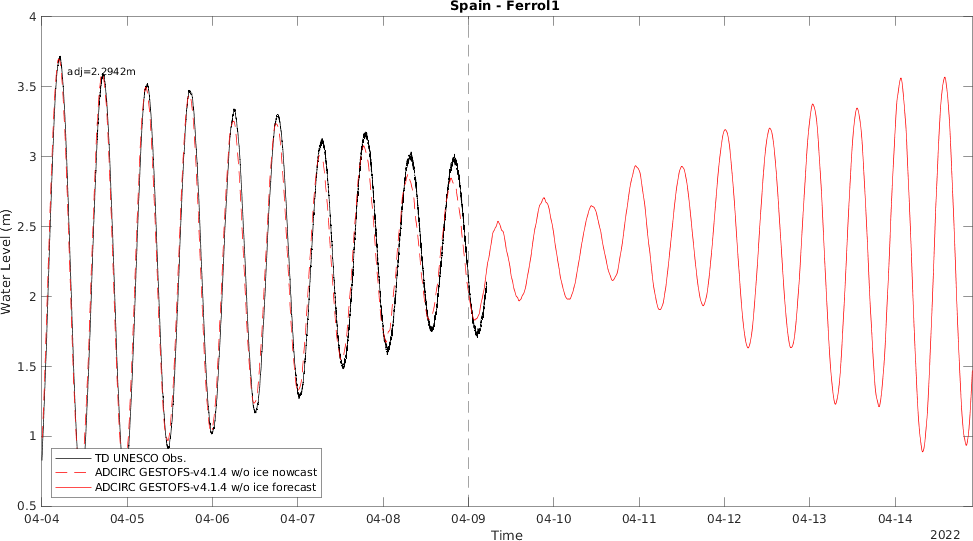 Spain - Ferrol1
adj=2.2942m
Water Level (m)
4
3.5
3
2.5
2
1.5
1
0.5
TD UNESCO Obs.
ADCIRC GESTOFS-v4.1.4 w/o ice nowcast
ADCIRC GESTOFS-v4.1.4 w/o ice forecast
04-04 04-05 04-06 04-07 04-08 04-09 04-10 04-11 04-12 04-13 04-14
Time
2022